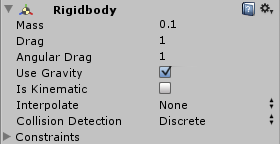 Rigidbody
Mass 0.1
Drag 1
Angular Drag 1
Use Gravity
Is Kinematic
Interpolate None
Collision Detection Discrete
Constraints